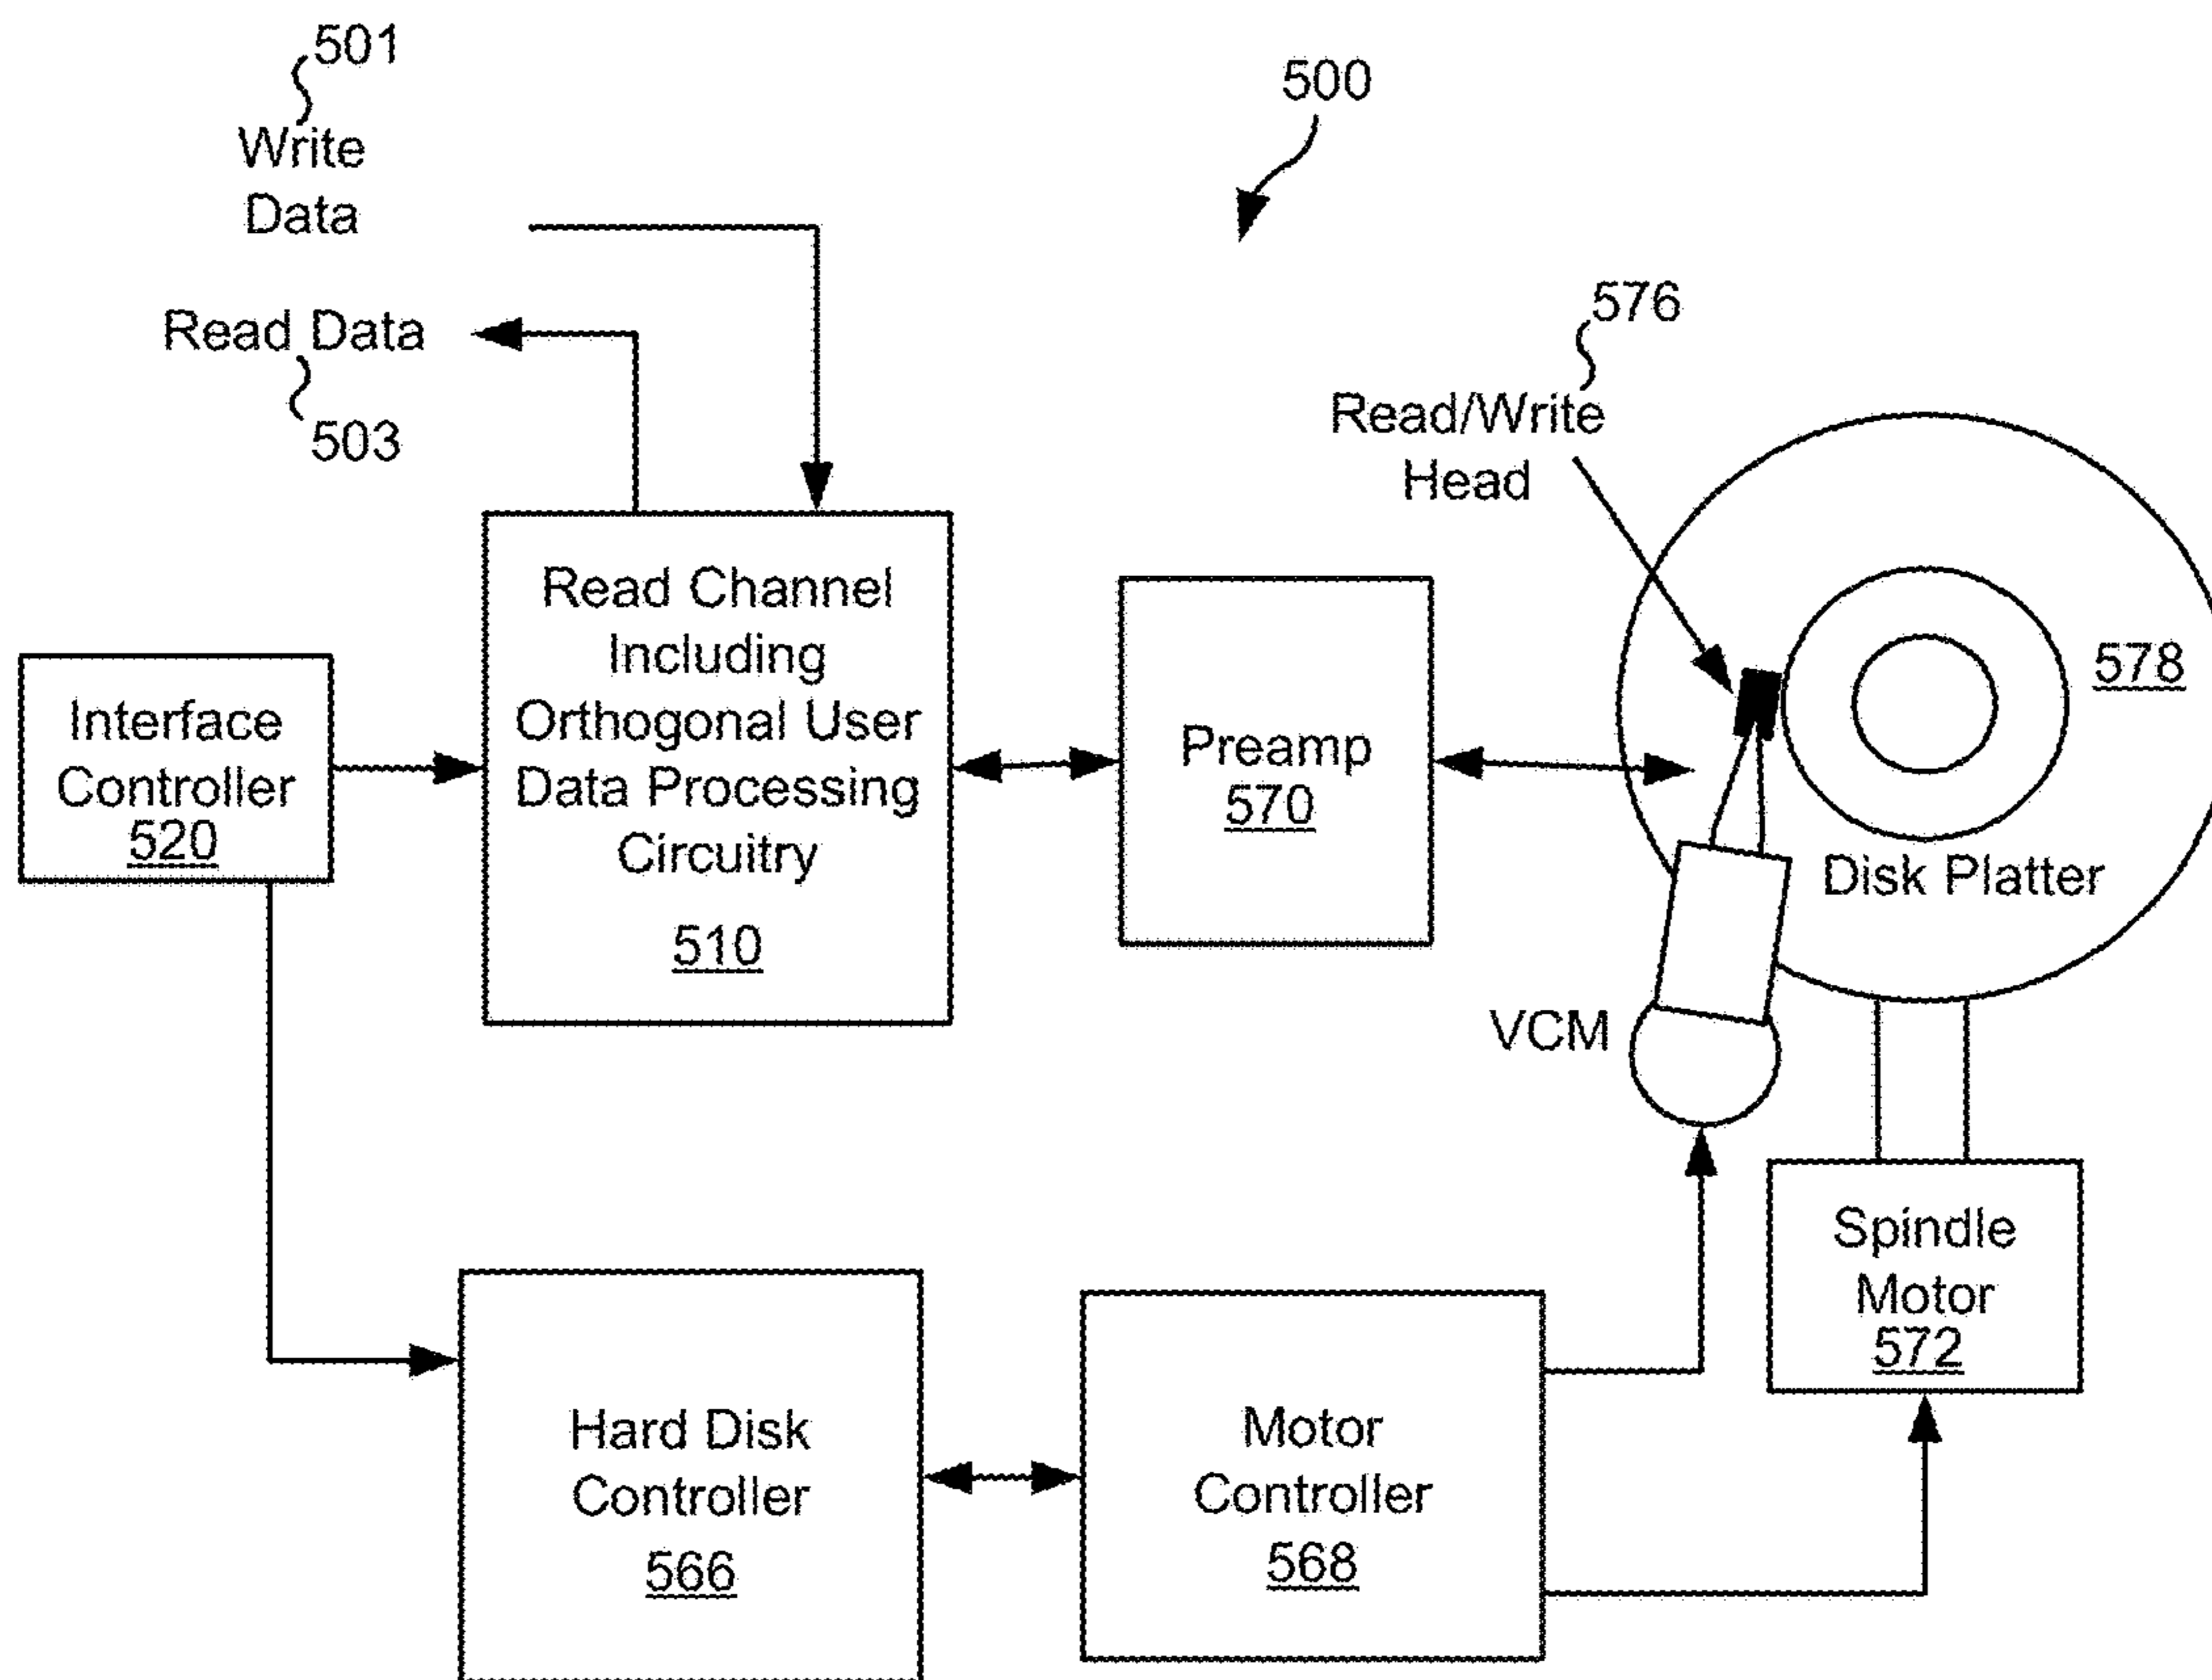 501
Write
Data
500
Read Data
503
576
Read/Write
Head
Read Channel
Including
Orthogonal User
Data Processing
Circuitry
510
Interface
Controller
520
Preamp
570
578
Disk Platter
VCM
Spindle
Motor
572
Hard Disk
Controller
566
Motor
Controller
568